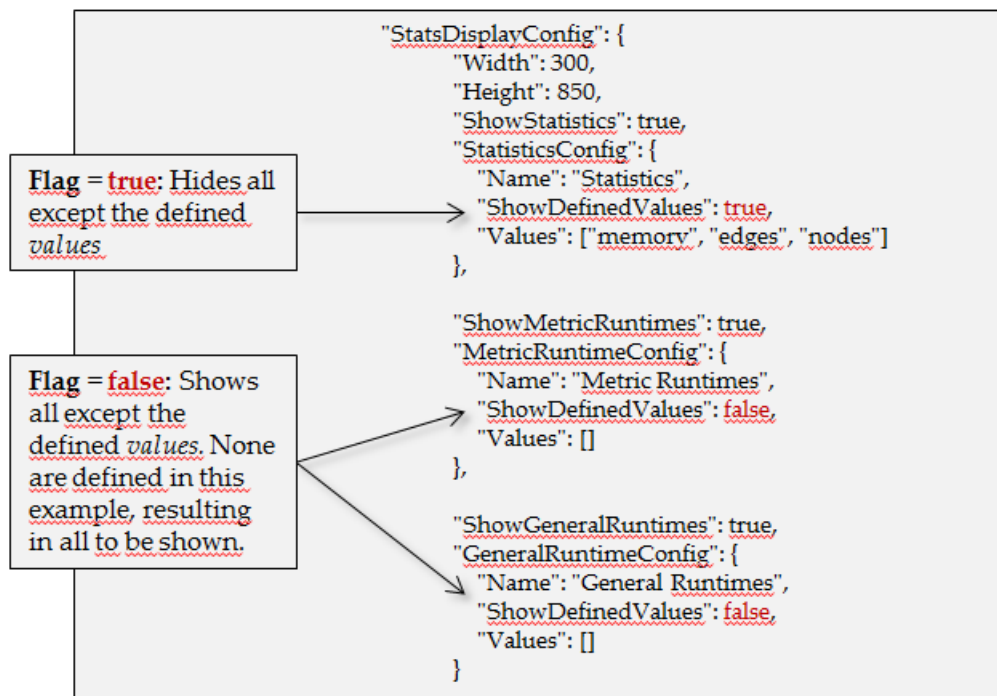 "StatsDisplayConfig": {
"Width": 300,
"Height": 850,
"ShowStatistics": true,
"StatisticsConfig": {
"Name": "Statistics",
"ShowDefinedValues": true,
"Values": ["memory", "edges", "nodes"]
},
Flag = true: Hides all
except the defined
values
"ShowMetricRuntimes": true,
"MetricRuntimeConfig": {
"Name": "Metric Runtimes",
"ShowDefinedValues": false,
"Values": []
},
Flag = false: Shows
all except the
defined values. None
are defined in this
example, resulting
in all to be shown.
"ShowGeneralRuntimes": true,
"GeneralRuntimeConfig": {
"Name": "General Runtimes",
"ShowDefinedValues": false,
"Values": []
}